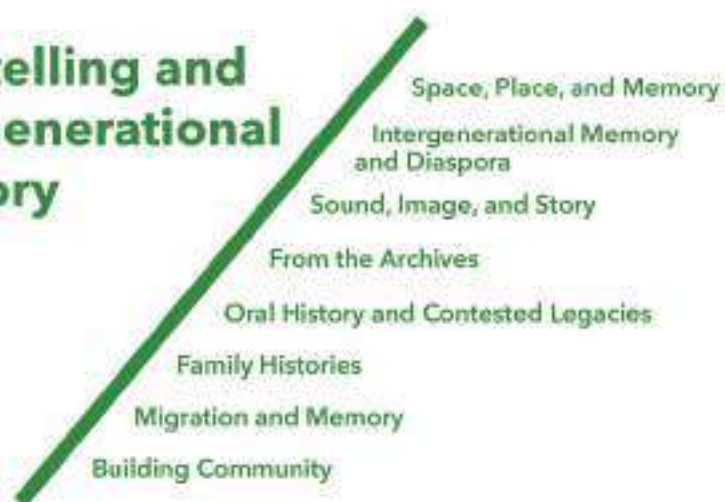 elling and
enerational
ory
Space, Place, and Memory
Intergenerational Memory
and Diaspora
Sound, Image, and Story
From the Archives
Oral History and Contested Legacies
Family Histories
Migration and Memory
Building Community